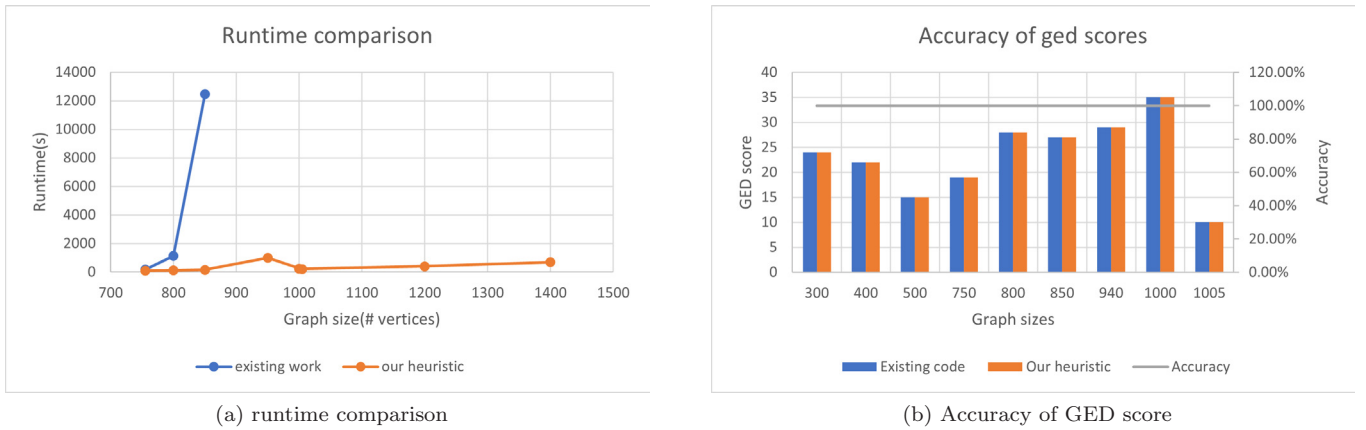 Runtime comparison
14000
12000
10000
8000
6000
4000
2000
0
Runtime(s)
700 800 900 1000 1100 1200 1300 1400 1500
Graph size(# vertices)
existing work our heuristic
(a) runtime comparison
Accuracy of ged scores
40
35
30
25
20
15
10
5
0
GED score
120.00%
100.00%
80.00%
60.00%
40.00%
20.00%
0.00%
Accuracy
300 400 500 750 800 850 940 1000 1005
Graph sizes
Existing code Our heuristic Accuracy
(b) Accuracy of GED score